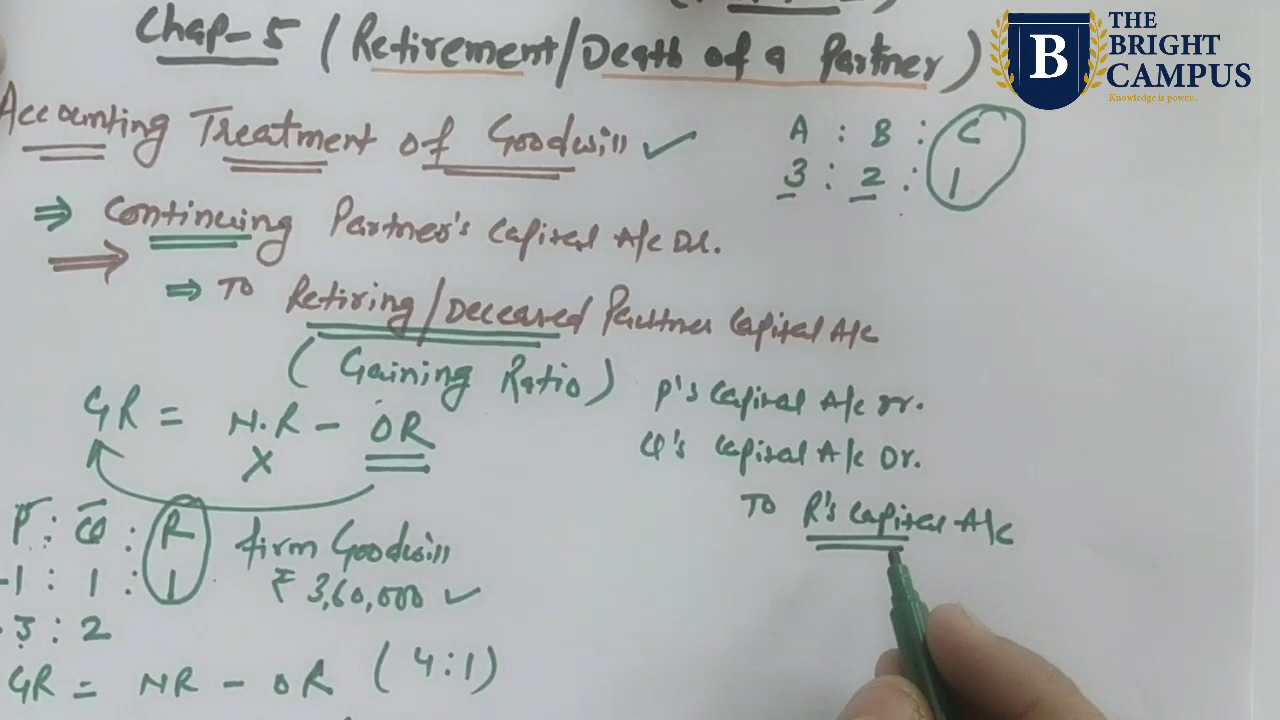 Chap-5 (Retirement/Death of a Partner)
THE
BRIGHT
CAMPUS
Knowledge is power..
B
Accounting Treatment of Goodwill ✓
A : B : C
3 : 2 : 1
⇒ Continuing Partner's Capital A/c Dr.
⇒ To Retiring/Deceased Partner Capital A/c
(Gaining Ratio)
GR = N.R - OR
X
P's Capital A/c Dr.
Q's Capital A/c Dr.
To R's Capital A/c
P : Q : R
1 : 1 : 1
3 : 2
firm Goodwill
₹ 3,60,000 ✓
GR = NR - OR (4:1)